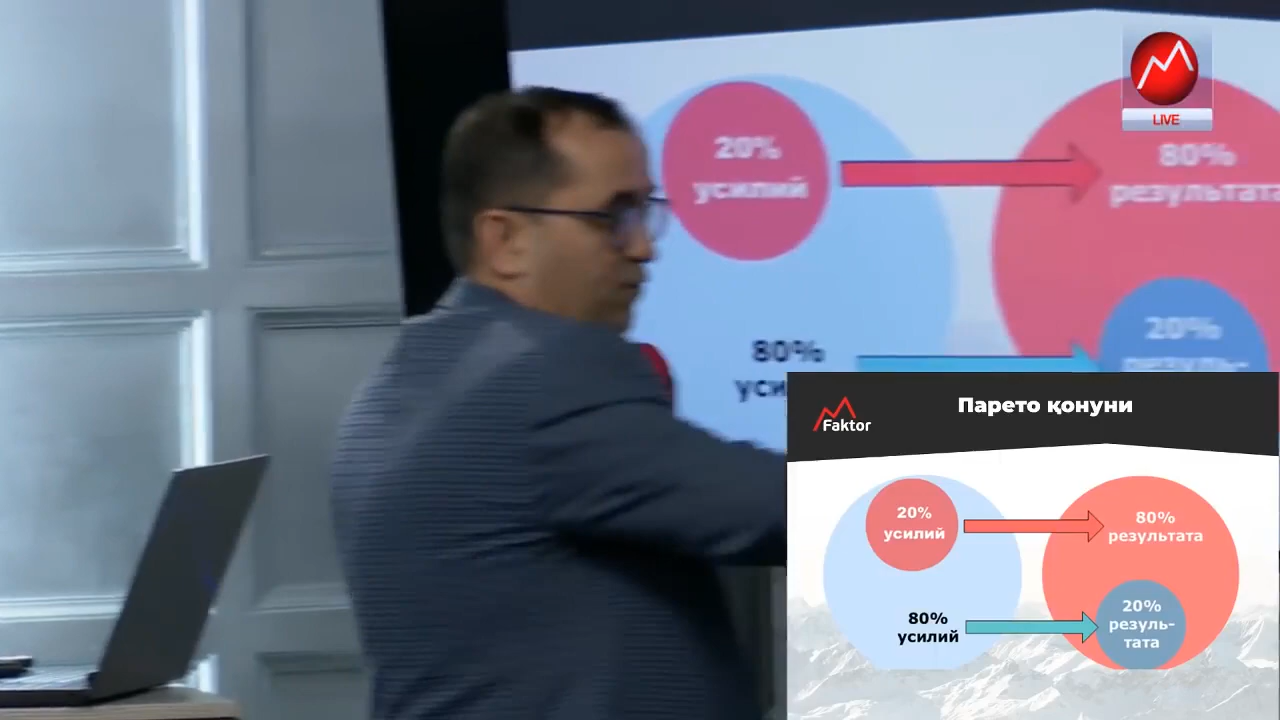 LIVE
20%
усилий
80%
результата
80%
уси
20%
резуль-
Faktor
Парето қонуни
20%
усилий
80%
результата
80%
усилий
20%
резуль-
тата